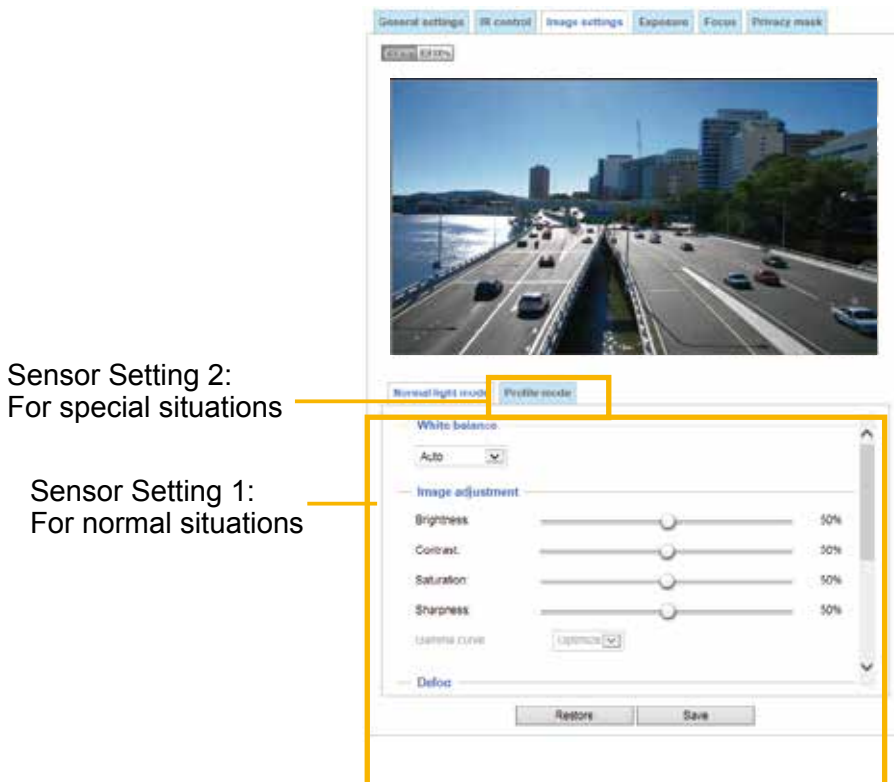 General settings IR control Image settings Exposure Focus Privacy mask
Sensor Setting 2:
For special situations
Normal light mode Profile mode
White balance
Auto
Sensor Setting 1:
For normal situations
Image adjustment
Brightness 50%
Contrast 50%
Saturation 50%
Sharpness 50%
Gamma curve Optimize
Defog
Restore Save